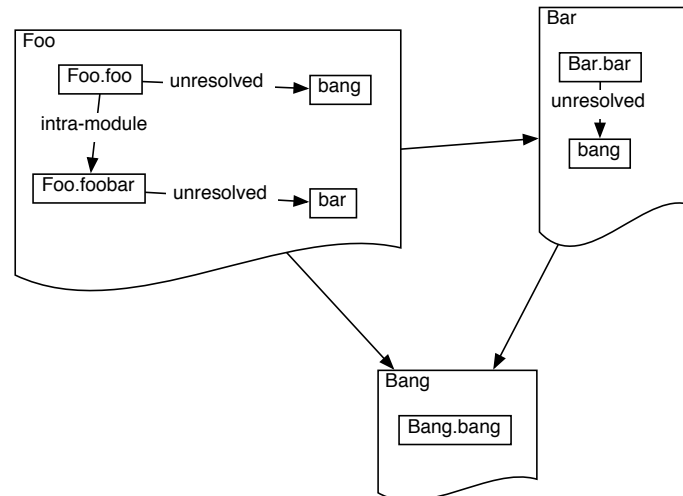 Foo
Foo.foo
unresolved
bang
intra-module
Foo.foobar
unresolved
bar
Bar
Bar.bar
unresolved
bang
Bang
Bang.bang